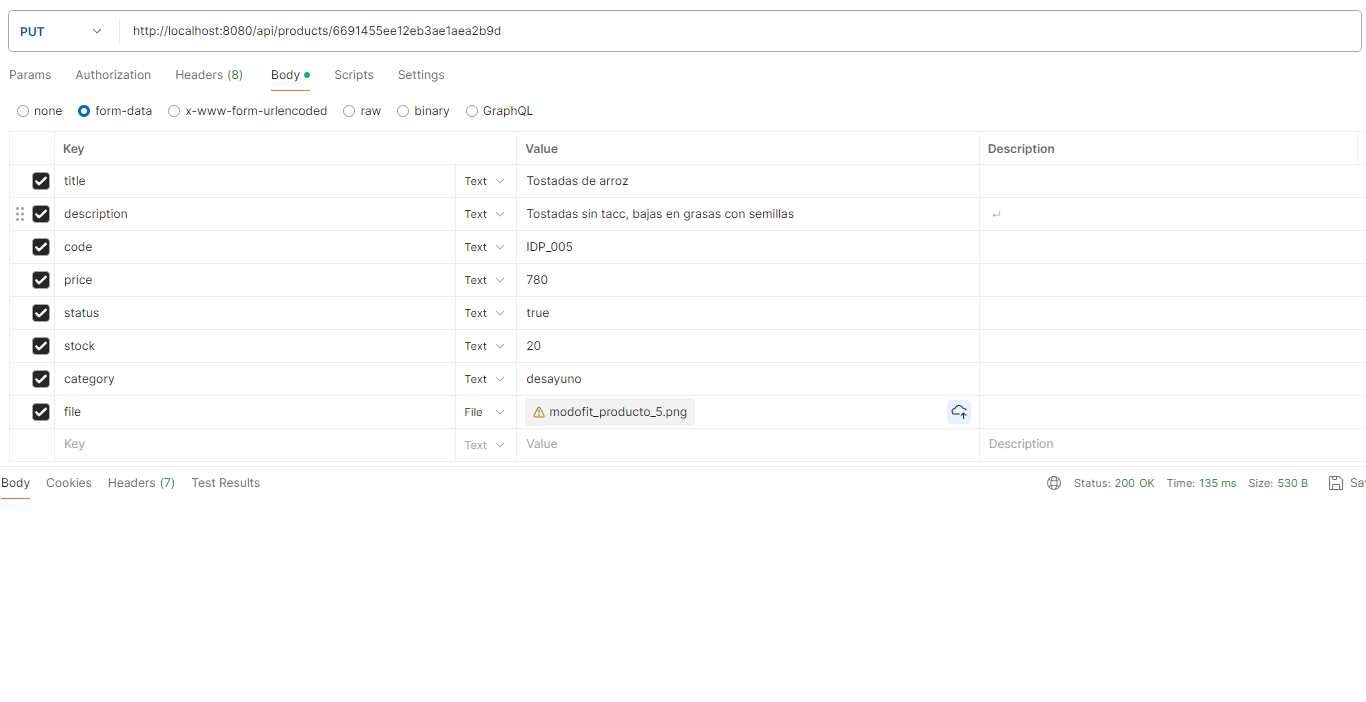 PUT http://localhost:8080/api/products/6691455ee12eb3ae1aea2b9d
Params Authorization Headers (8) Body Scripts Settings
none form-data x-www-form-urlencoded raw binary GraphQL
Key Value Description
title Text Tostadas de arroz
description Text Tostadas sin tacc, bajas en grasas con semillas
code Text IDP_005
price Text 780
status Text true
stock Text 20
category Text desayuno
file File modofit_producto_5.png
Key Text Value Description
Body Cookies Headers (7) Test Results Status: 200 OK Time: 135 ms Size: 530 B Sa